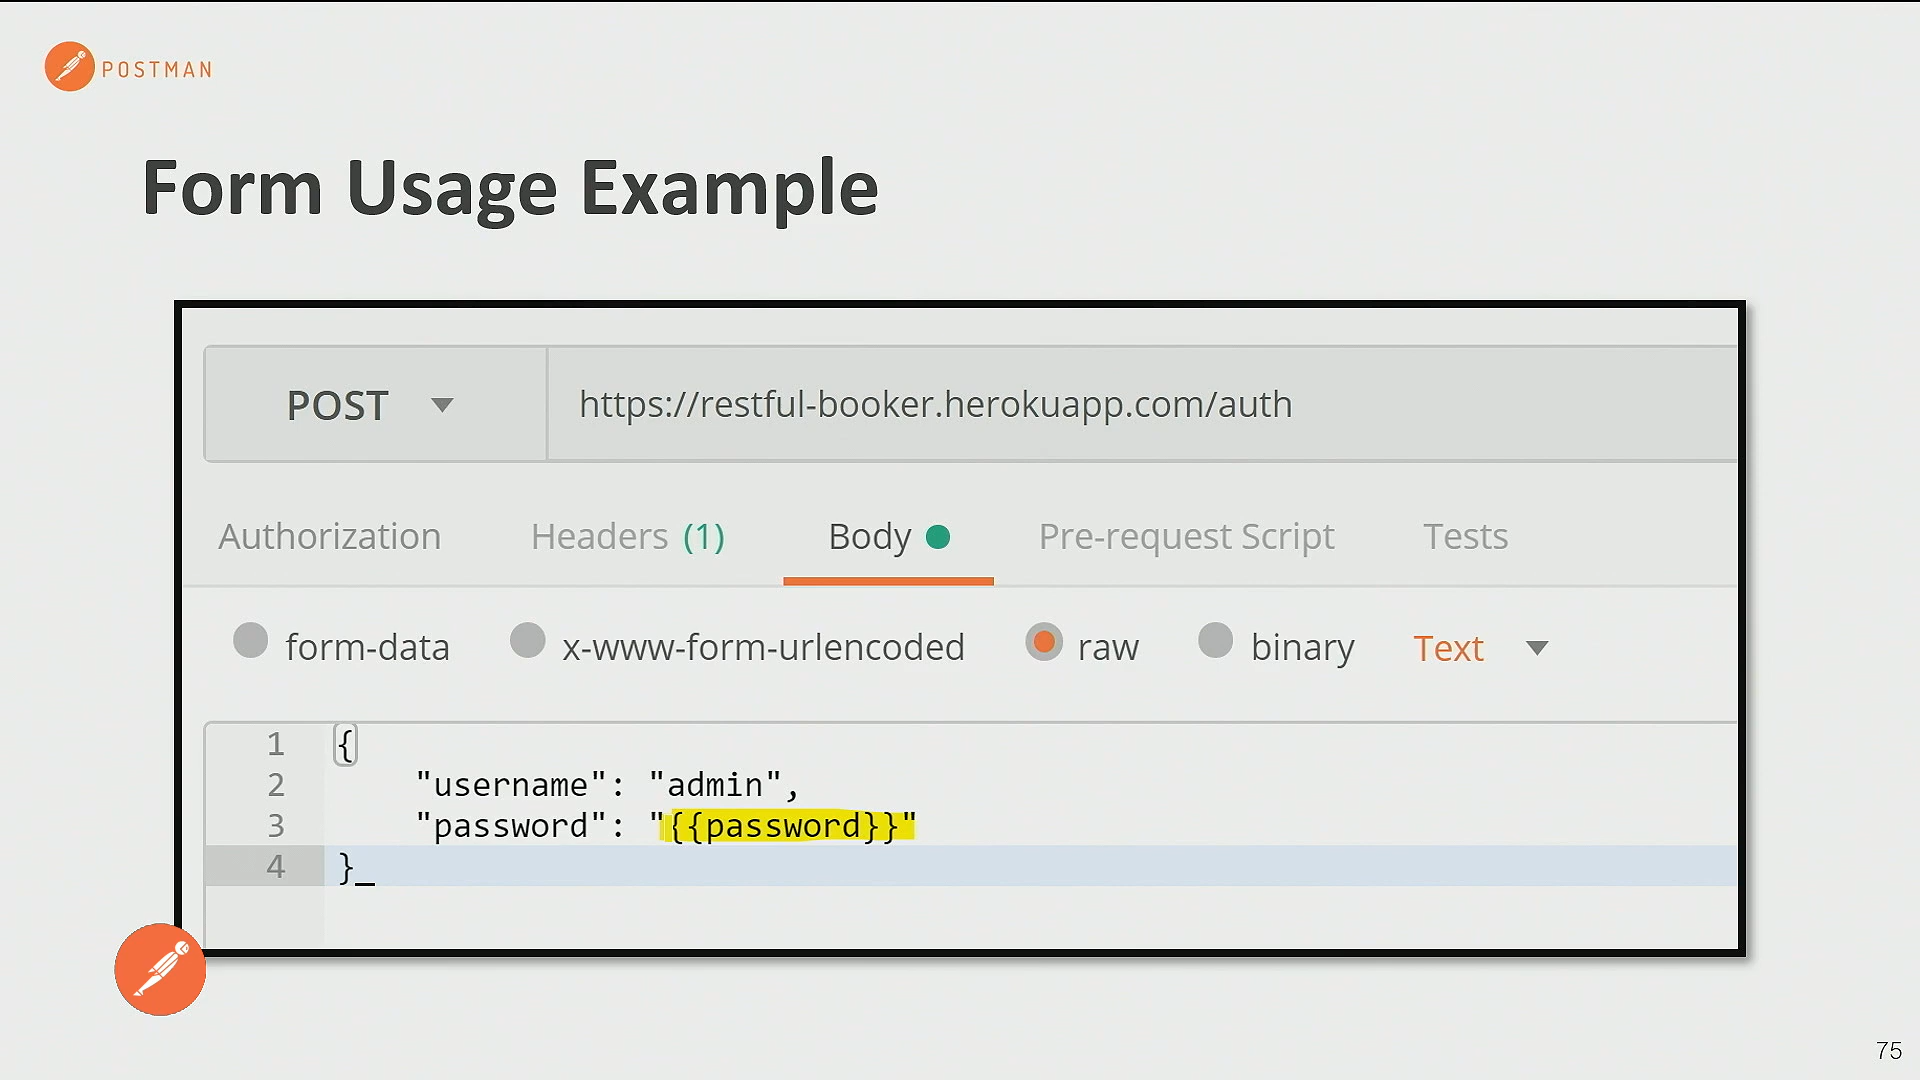 POSTMAN
Form Usage Example
POST https://restful-booker.herokuapp.com/auth
Authorization Headers (1) Body Pre-request Script Tests
form-data x-www-form-urlencoded raw binary Text
1 {
2 "username": "admin",
3 "password": "{{password}}"
4 }_
75